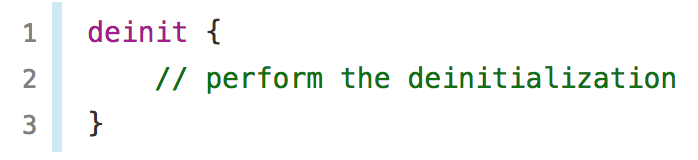 1 deinit {
2 // perform the deinitialization
3 }